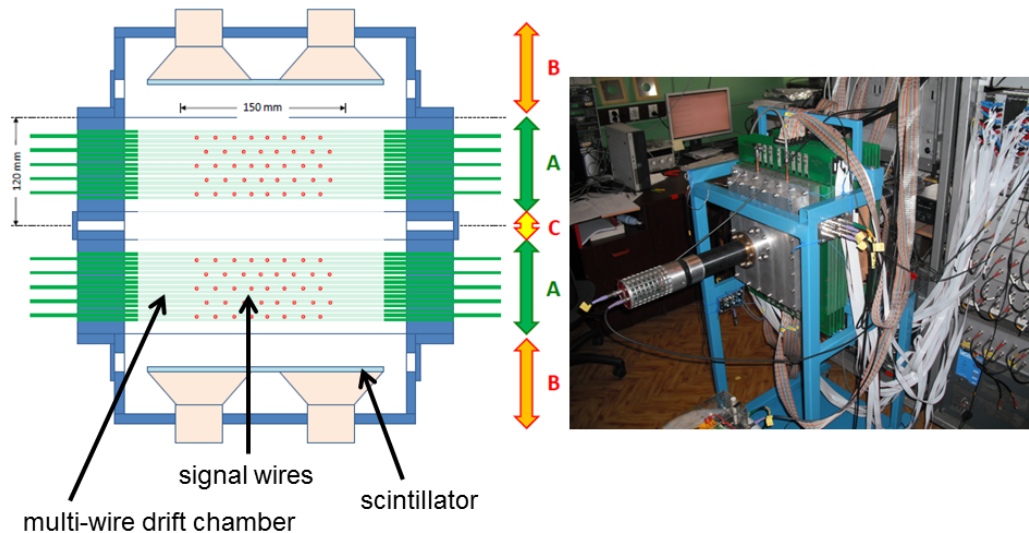 B
150 mm
120 mm
A
C
A
B
signal wires
scintillator
multi-wire drift chamber